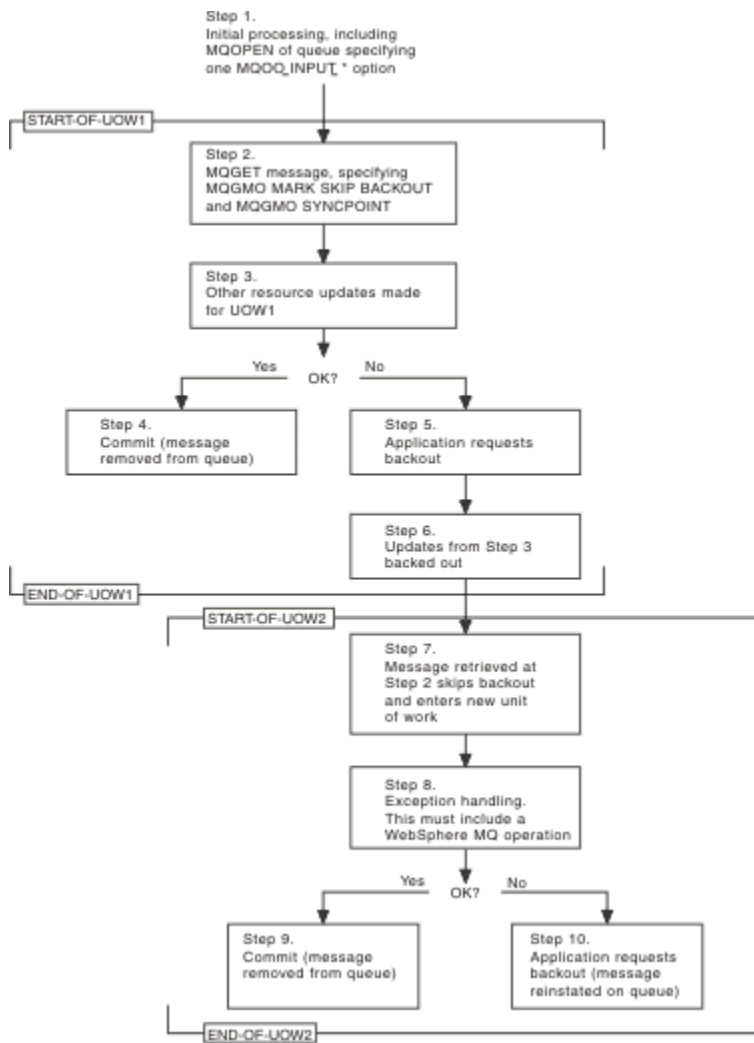 Step 1.
Initial processing, including
MQOPEN of queue specifying
one MQOO_INPUT_* option
START-OF-UOW1
Step 2.
MQGET message, specifying
MQGMO MARK SKIP BACKOUT
and MQGMO SYNCPOINT
Step 3.
Other resource updates made
for UOW1
Yes
OK?
No
Step 4.
Commit (message
removed from queue)
Step 5.
Application requests
backout
Step 6.
Updates from Step 3
backed out
END-OF-UOW1
START-OF-UOW2
Step 7.
Message retrieved at
Step 2 skips backout
and enters new unit
of work
Step 8.
Exception handling.
This must include a
WebSphere MQ operation
Yes
OK?
No
Step 9.
Commit (message
removed from queue)
Step 10.
Application requests
backout (message
reinstated on queue)
END-OF-UOW2